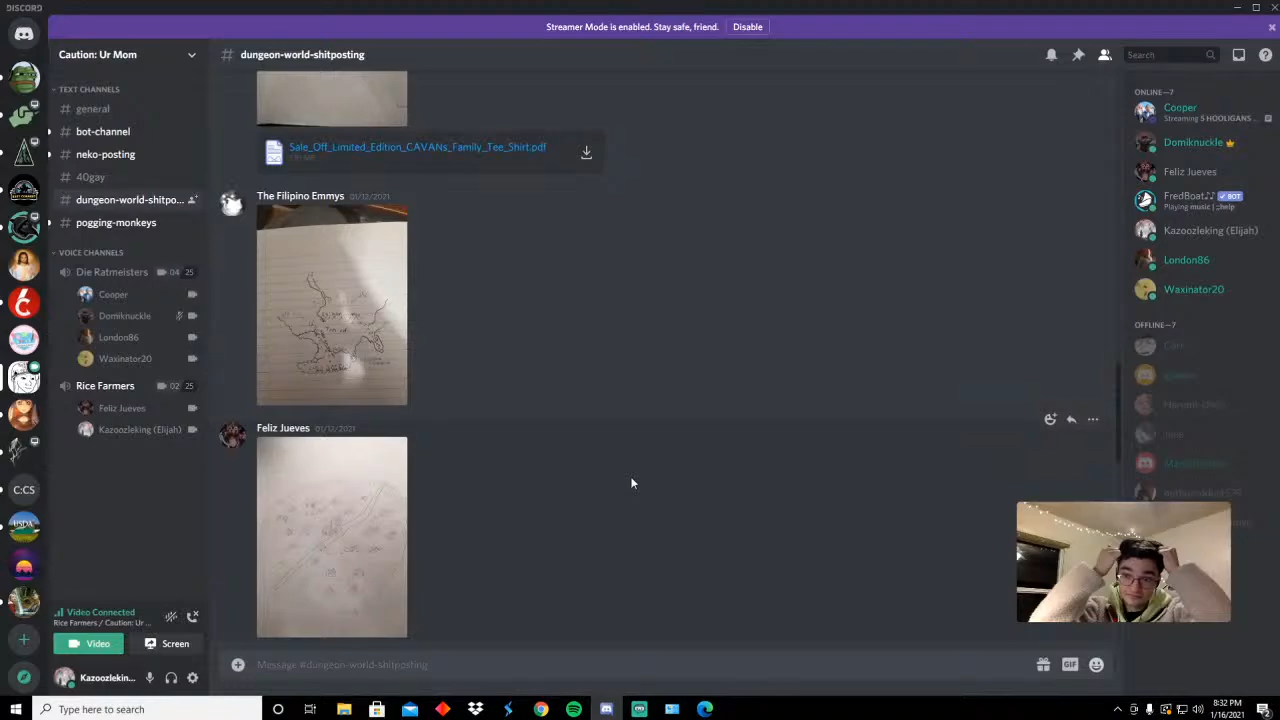 DISCORD
Streamer Mode is enabled. Stay safe, friend.
Disable
Caution: Ur Mom
dungeon-world-shitposting
Search
TEXT CHANNELS
general
bot-channel
neko-posting
40gay
dungeon-world-shitpo...
pogging-monkeys
VOICE CHANNELS
Die Ratmeisters
04 25
Cooper
Domiknuckle
London86
Waxinator20
Rice Farmers
02 25
Feliz Jueves
Kazoozleking (Elijah)
C:CS
USDA
Video Connected
Rice Farmers / Caution: Ur ...
Video
Screen
Kazoozlekin...
Sale_Off_Limited_Edition_CAVANs_Family_Tee_Shirt.pdf
The Filipino Emmys 01/12/2021
Feliz Jueves 01/12/2021
Message #dungeon-world-shitposting
GIF
ONLINE—7
Cooper
Streaming S HOOLIGANS ...
Domiknuckle
Feliz Jueves
FredBoat♪♪ ✔ BOT
Playing music | ;;help
Kazoozleking (Elijah)
London86
Waxinator20
OFFLINE—7
Type here to search
8:32 PM
1/16/2021
2